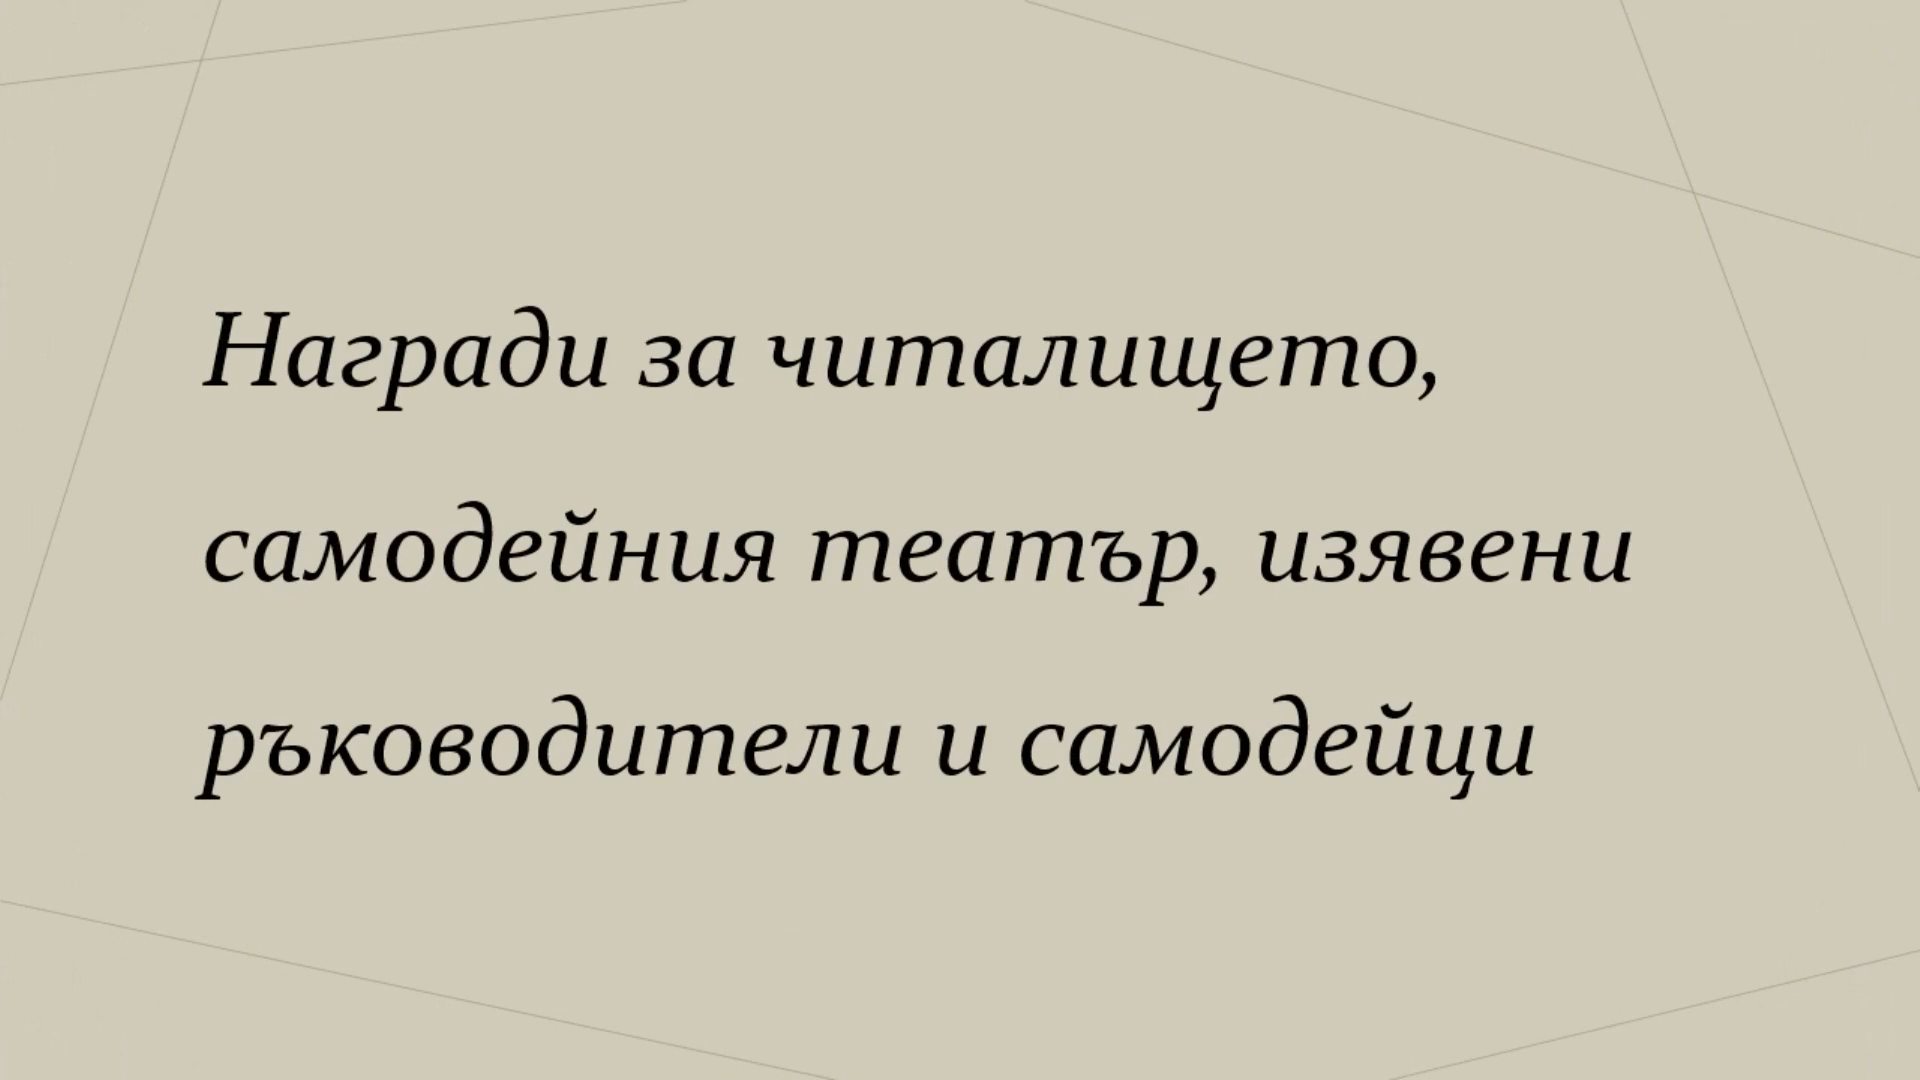 Награди за читалището,
самодейния театър, изявени
ръководители и самодейци